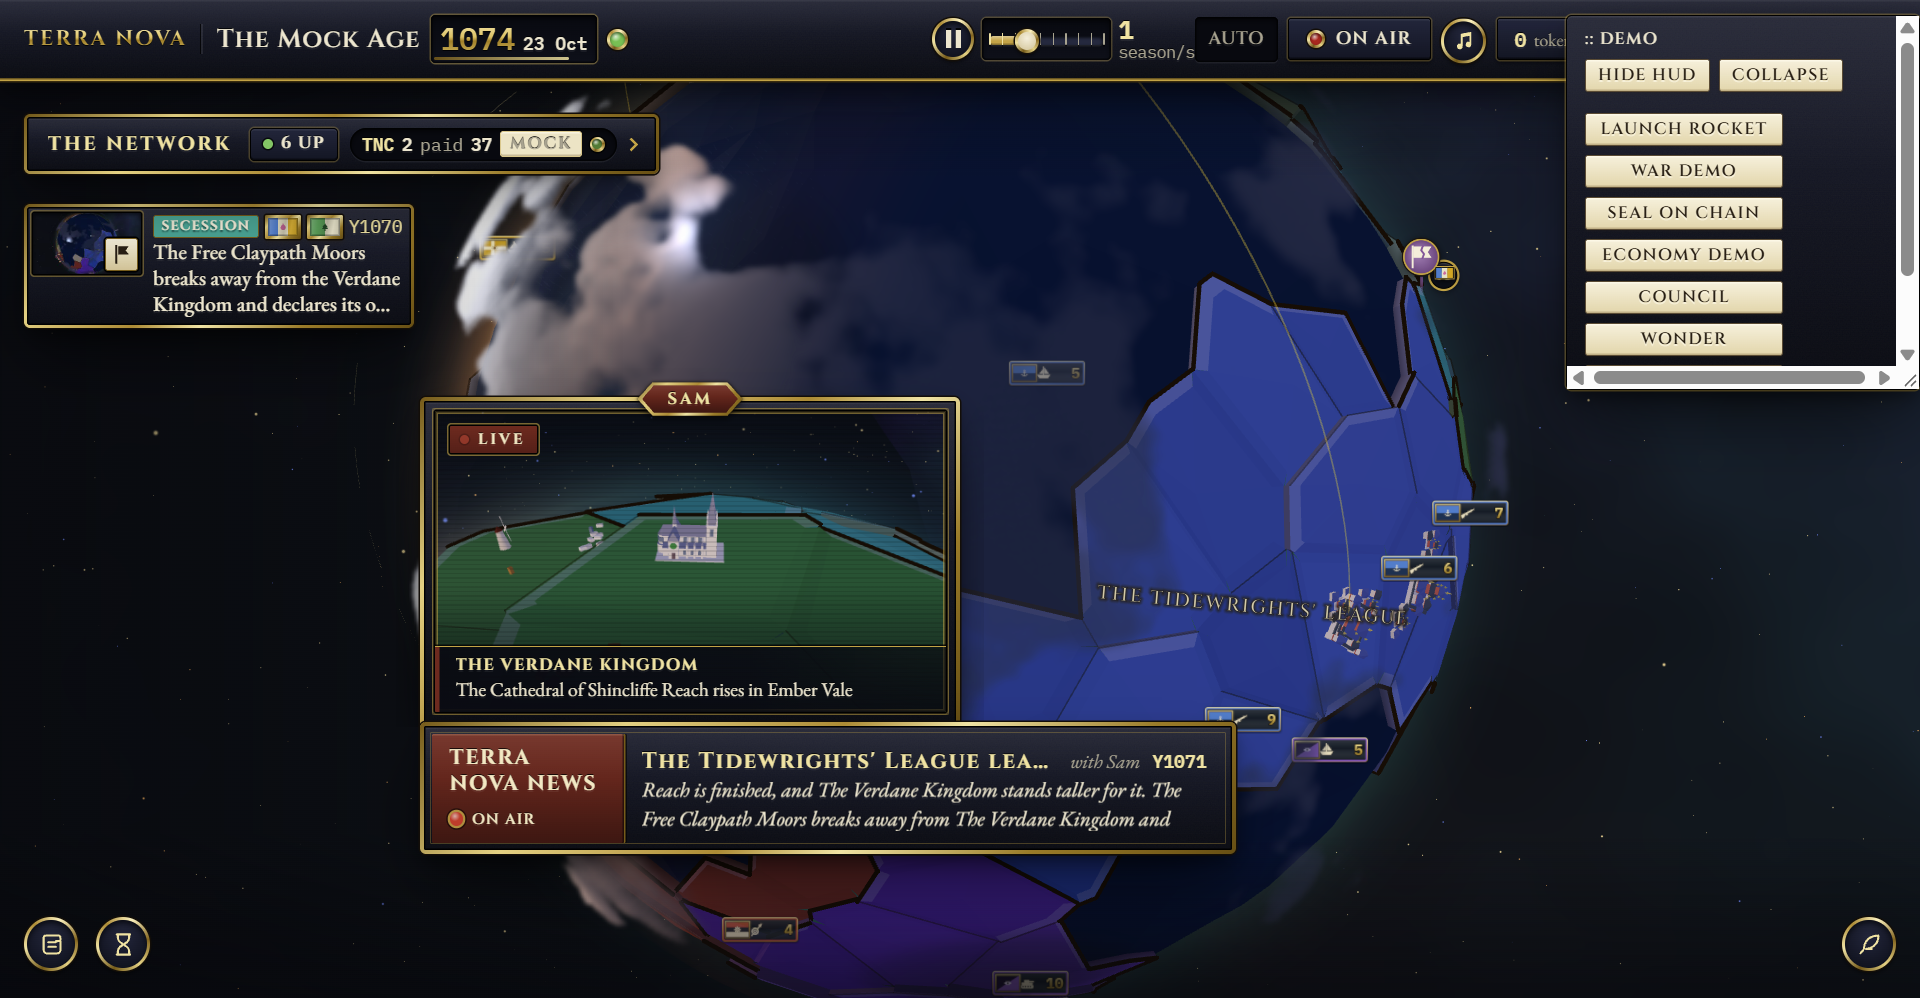 TERRA NOVA
THE MOCK AGE
1074 23 Oct
1 season/s
AUTO
ON AIR
0
:: DEMO
HIDE HUD
COLLAPSE
LAUNCH ROCKET
WAR DEMO
SEAL ON CHAIN
ECONOMY DEMO
COUNCIL
WONDER
THE NETWORK
6 UP
TNC 2 paid 37 MOCK
SECESSION Y1070
The Free Claypath Moors
breaks away from the Verdane
Kingdom and declares its o...
5
SAM
LIVE
THE VERDANE KINGDOM
The Cathedral of Shincliffe Reach rises in Ember Vale
7
6
THE TIDEWRIGHTS' LEAGUE
9
5
TERRA
NOVA NEWS
ON AIR
THE TIDEWRIGHTS' LEAGUE LEA... with Sam Y1071
Reach is finished, and The Verdane Kingdom stands taller for it. The
Free Claypath Moors breaks away from The Verdane Kingdom and
4
10